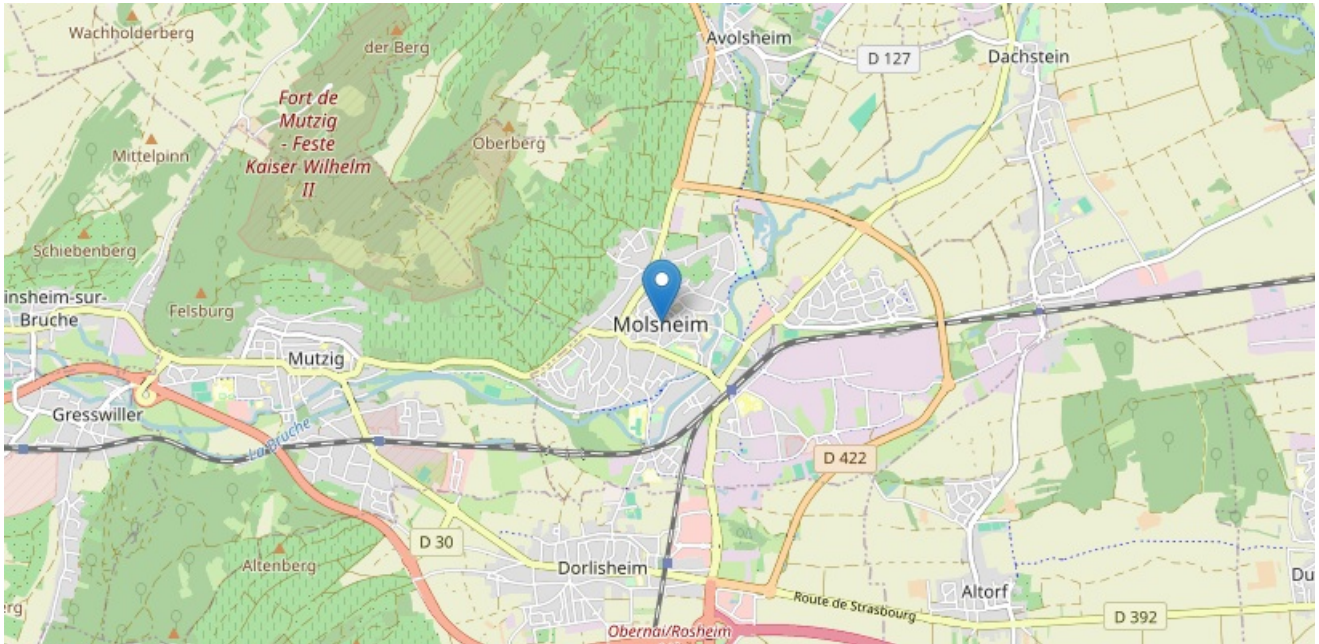 Wachholderberg
der Berg
Avolsheim
D 127
Dachstein
Fort de
Mutzig
- Feste
Kaiser Wilhelm
II
Mittelpinn
Oberberg
Schiebenberg
Felsburg
insheim-sur-
Bruche
Molsheim
Mutzig
Gresswiller
La Bruche
D 422
D 30
Altenberg
Dorlisheim
Altorf
Route de Strasbourg
D 392
Du
erg
Obernai/Rosheim